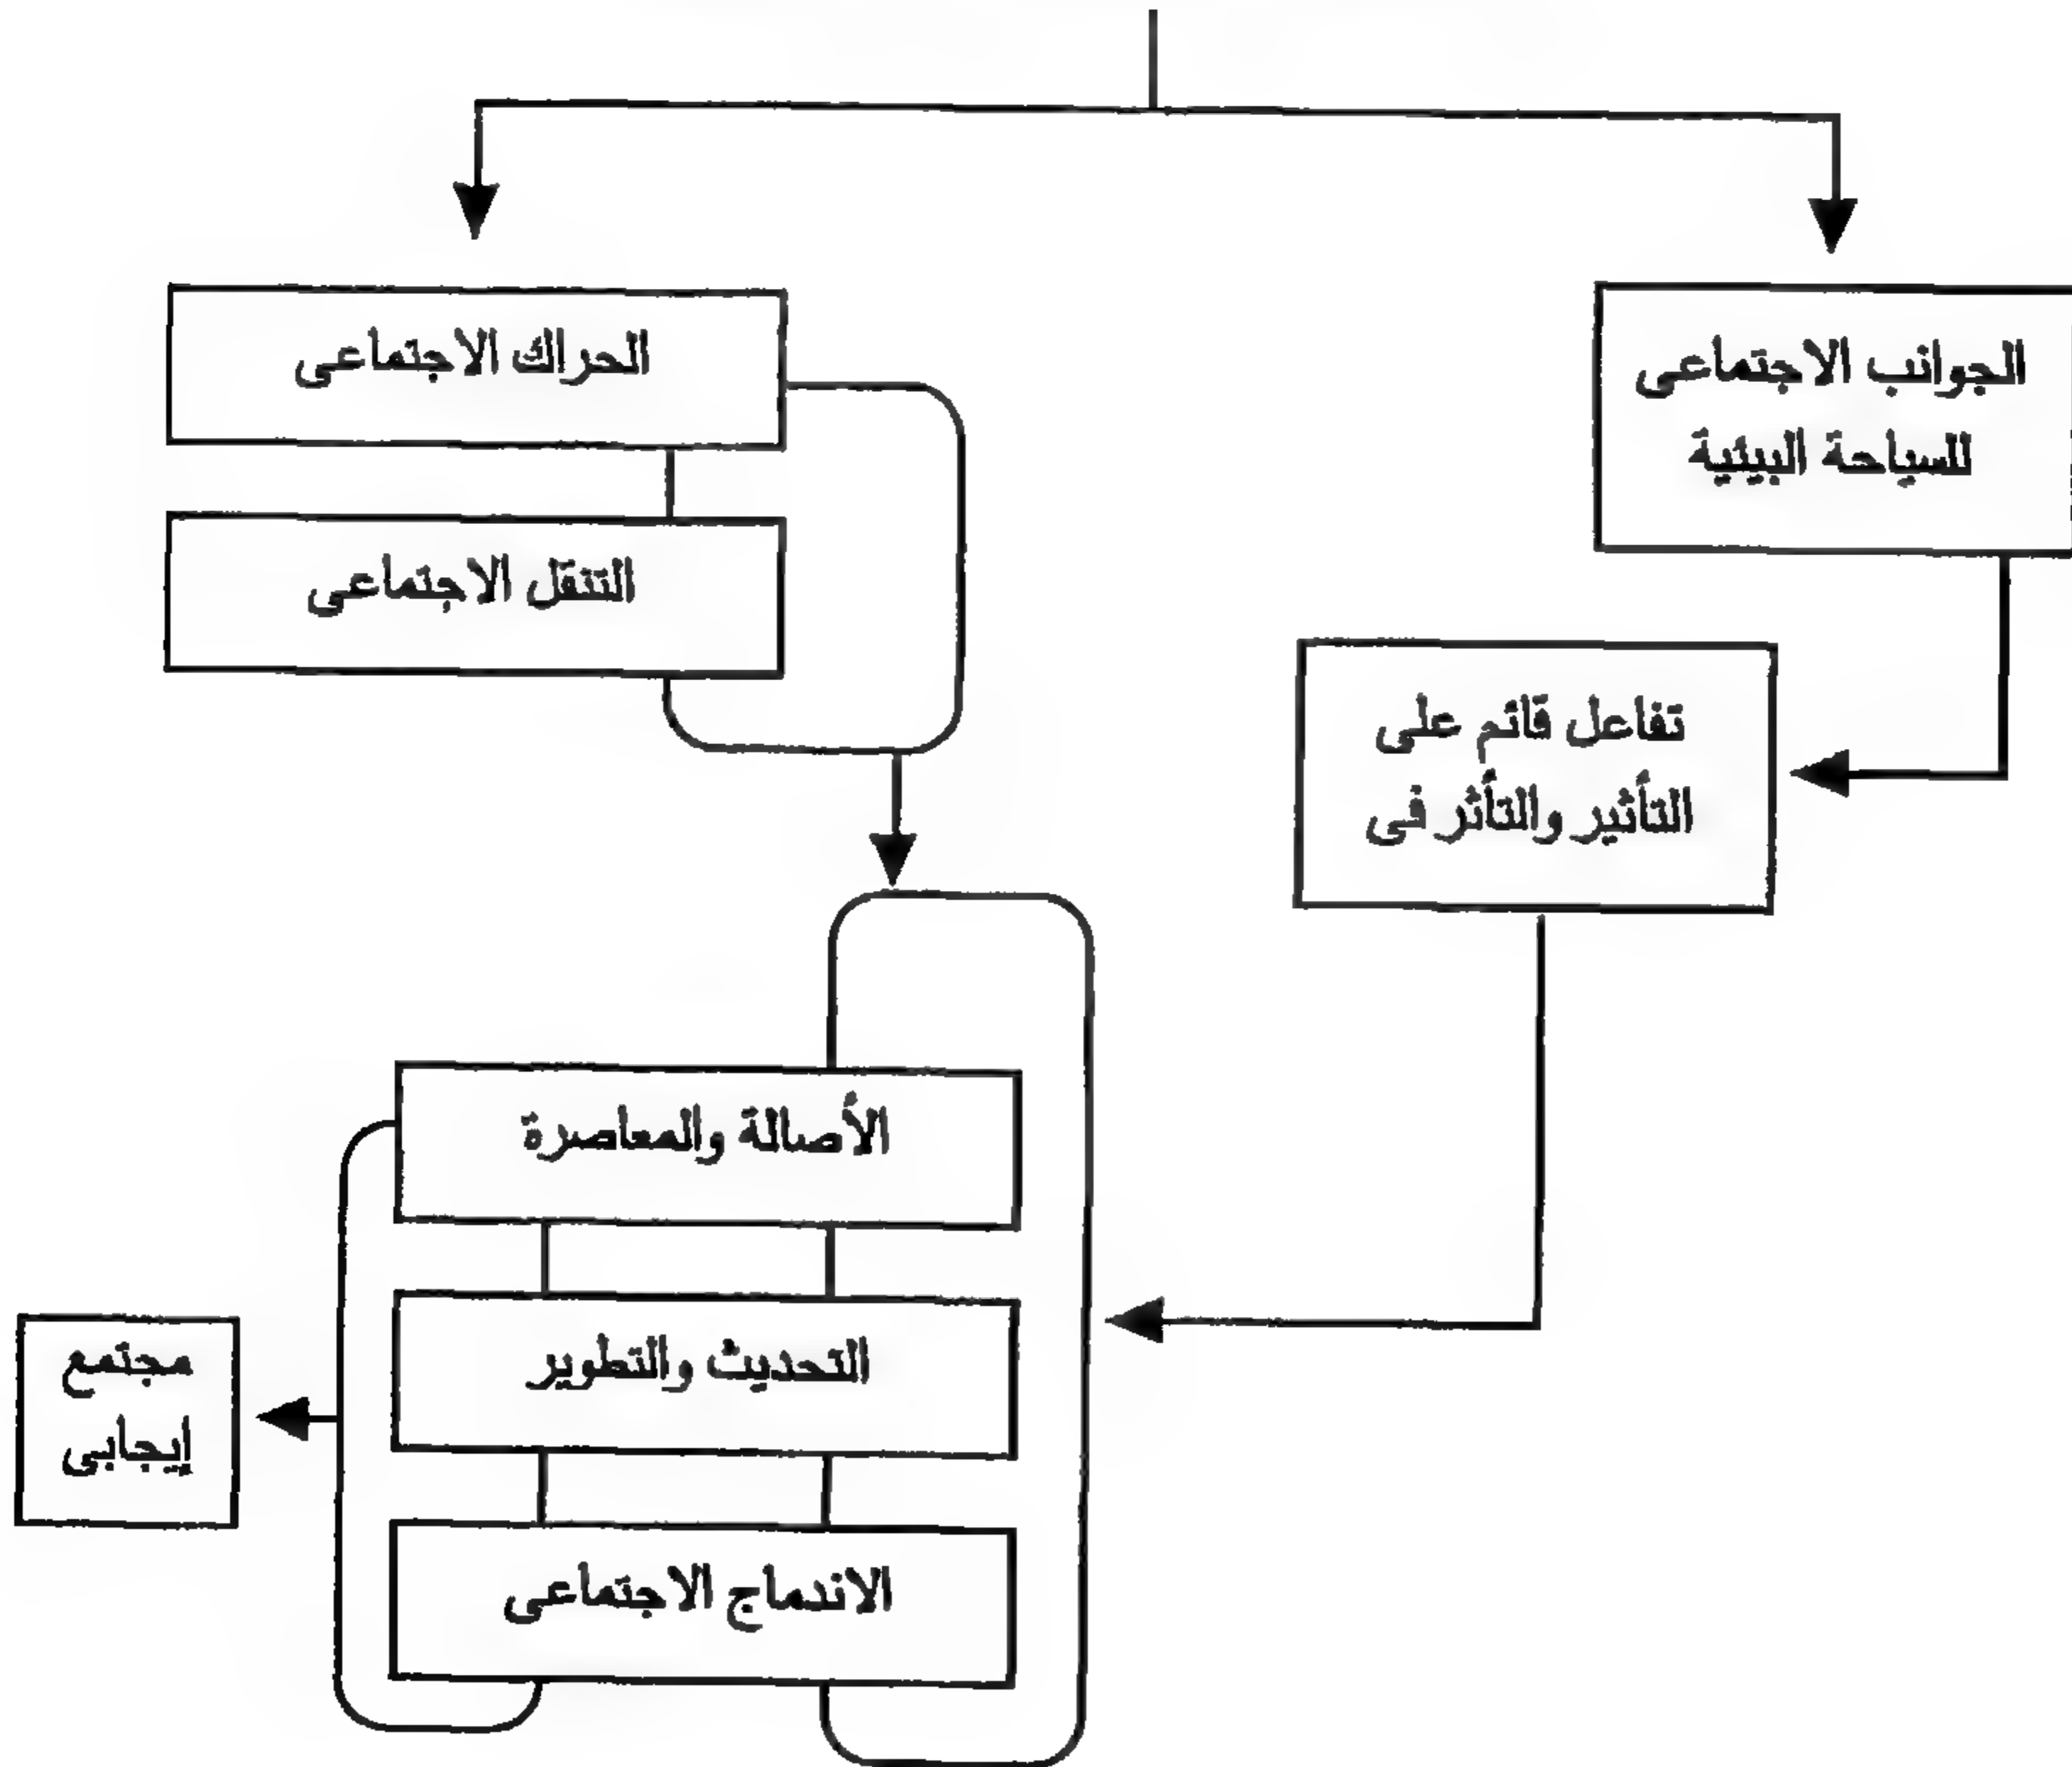 الجوانب الاجتماعى
للسياحة البيئية
الحراك الاجتماعى
التنقل الاجتماعى
تفاعل قائم على
التأثير والتأثر فى
الأصالة والمعاصرة
التحديث والتطوير
الاندماج الاجتماعى
مجتمع
إيجابى